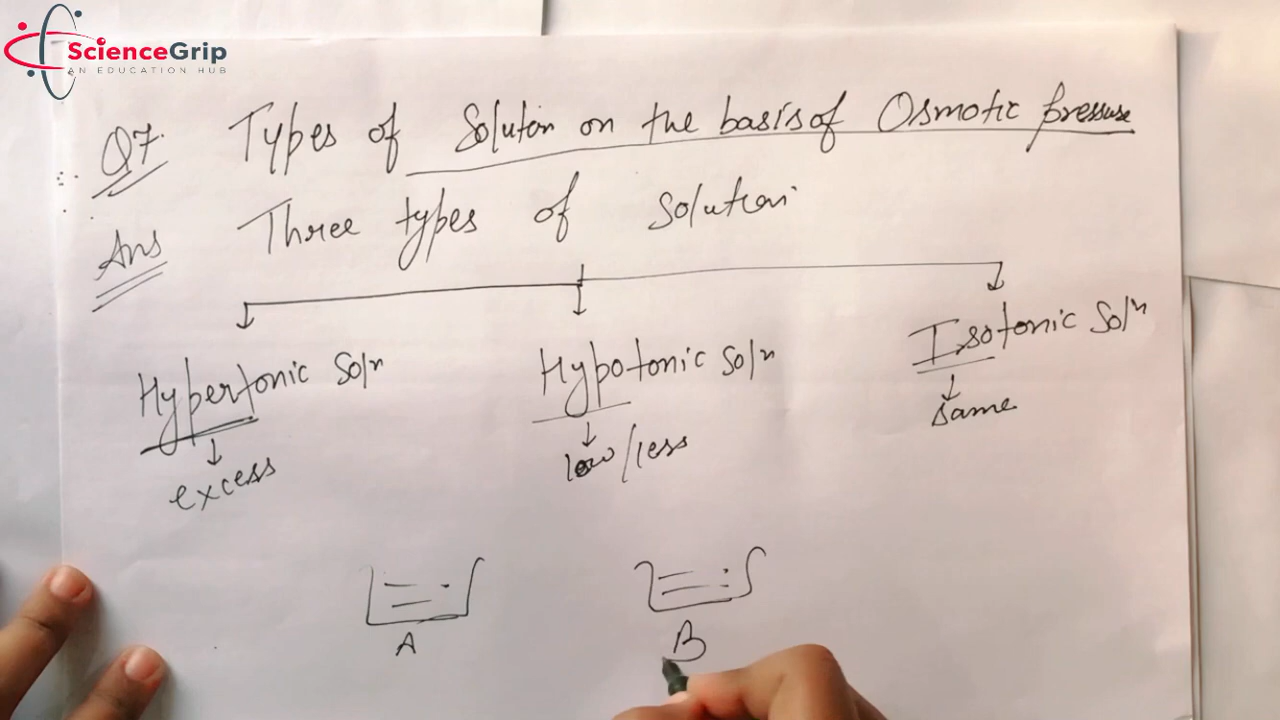 ScienceGrip
AN EDUCATION HUB
Q7. Types of Soluton on the basis of Osmotic pressure
Ans Three types of Solution
Hypertonic Sol^n Hypotonic Sol^n Isotonic Sol^n
excess low/less same
A B